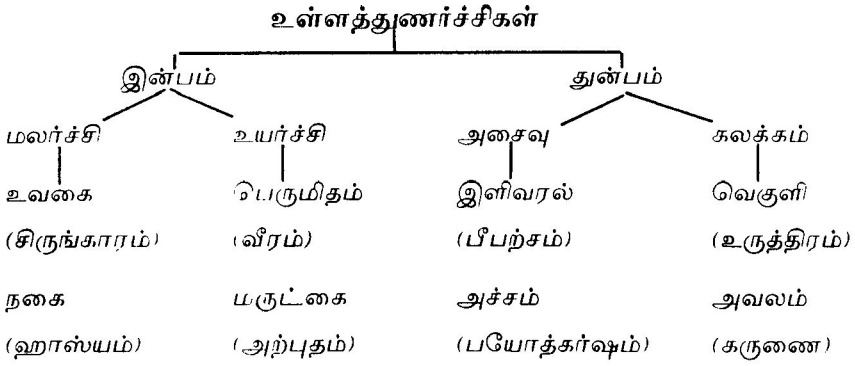 உள்ளத்துணர்ச்சிகள்
இன்பம் துன்பம்
மலர்ச்சி உயர்ச்சி அசைவு கலக்கம்
உவகை பெருமிதம் இளிவரல் வெகுளி
(சிருங்காரம்) (வீரம்) (பீபற்சம்) (உருத்திரம்)
நகை மருட்கை அச்சம் அவலம்
(ஹாஸ்யம்) (அற்புதம்) (பயோத்கர்ஷம்) (கருணை)